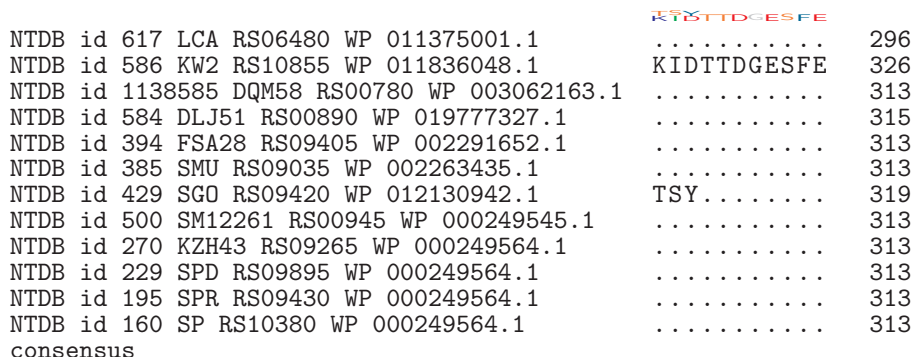 TSY
KIDTTDGESFE
NTDB id 617 LCA RS06480 WP 011375001.1 ........... 296
NTDB id 586 KW2 RS10855 WP 011836048.1 KIDTTDGESFE 326
NTDB id 1138585 DQM58 RS00780 WP 003062163.1 ........... 313
NTDB id 584 DLJ51 RS00890 WP 019777327.1 ........... 315
NTDB id 394 FSA28 RS09405 WP 002291652.1 ........... 313
NTDB id 385 SMU RS09035 WP 002263435.1 ........... 313
NTDB id 429 SGO RS09420 WP 012130942.1 TSY........ 319
NTDB id 500 SM12261 RS00945 WP 000249545.1 ........... 313
NTDB id 270 KZH43 RS09265 WP 000249564.1 ........... 313
NTDB id 229 SPD RS09895 WP 000249564.1 ........... 313
NTDB id 195 SPR RS09430 WP 000249564.1 ........... 313
NTDB id 160 SP RS10380 WP 000249564.1 ........... 313
consensus